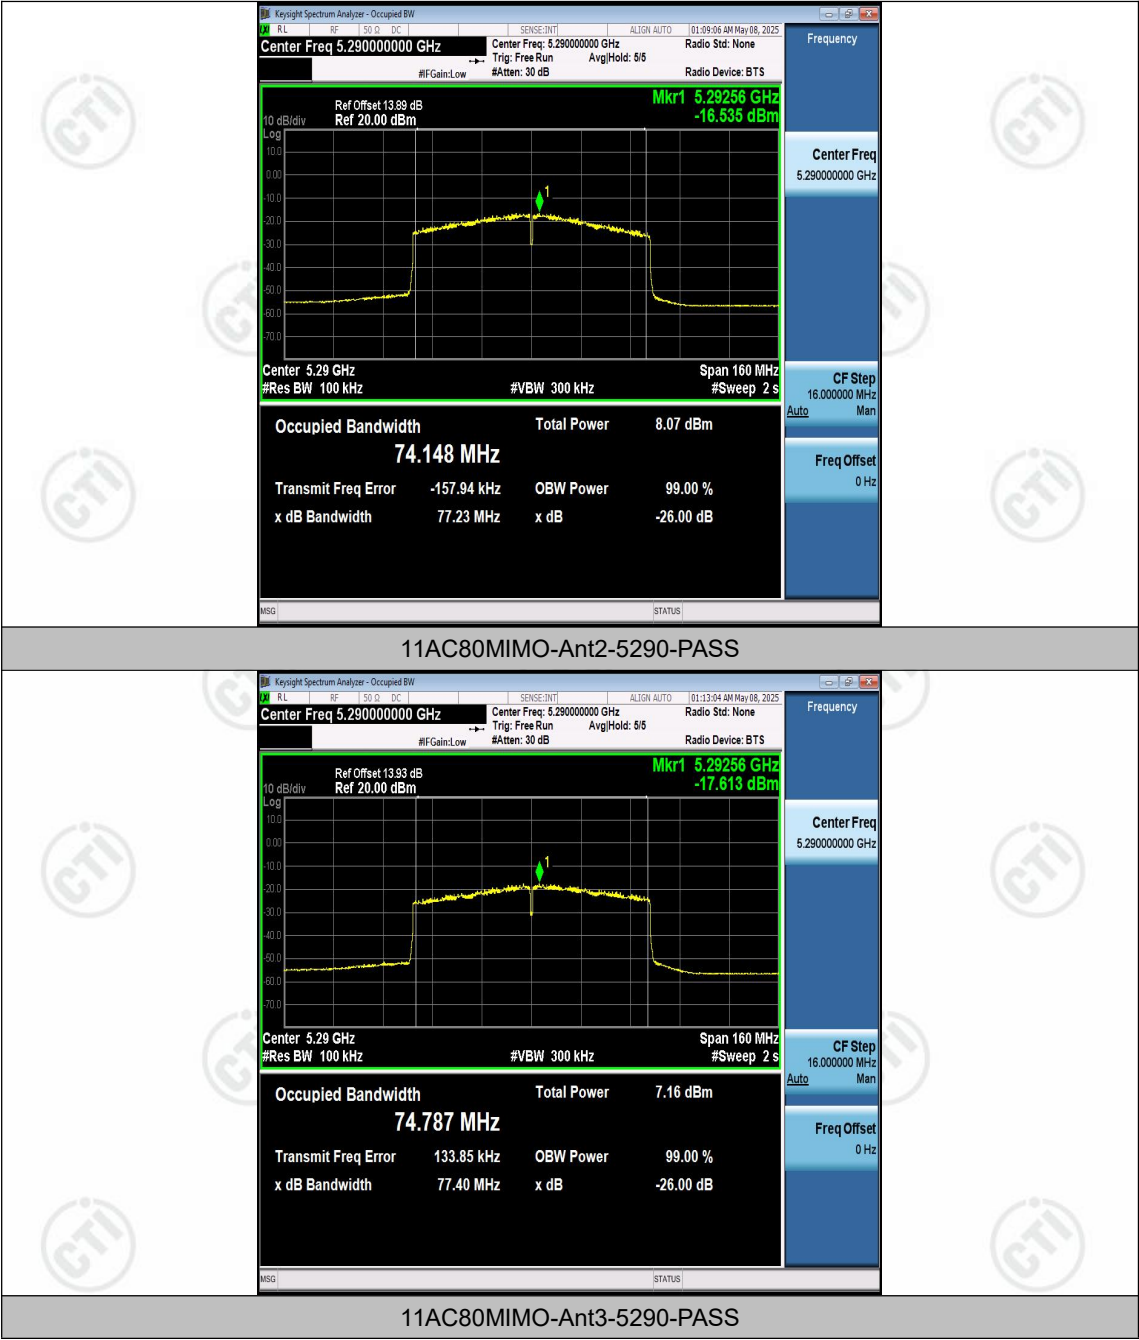 Keysight Spectrum Analyzer - Occupied BW
RL RF 50 Ω DC SENSE:INT ALIGN AUTO 01:09:06 AM May 08, 2025
Center Freq 5.290000000 GHz
Center Freq: 5.290000000 GHz Radio Std: None
Trig: Free Run Avg|Hold: 5/5
#IFGain:Low #Atten: 30 dB Radio Device: BTS
Frequency
Mkr1 5.29256 GHz
-16.535 dBm
Ref Offset 13.89 dB
10 dB/div Ref 20.00 dBm
Log
10.0
0.00
-10.0
-20.0
-30.0
-40.0
-50.0
-60.0
-70.0
1
Center 5.29 GHz Span 160 MHz
#Res BW 100 kHz #VBW 300 kHz #Sweep 2 s
Center Freq
5.290000000 GHz
CF Step
16.000000 MHz
Auto Man
Freq Offset
0 Hz
Occupied Bandwidth Total Power 8.07 dBm
74.148 MHz
Transmit Freq Error -157.94 kHz OBW Power 99.00 %
x dB Bandwidth 77.23 MHz x dB -26.00 dB
MSG STATUS
11AC80MIMO-Ant2-5290-PASS
Keysight Spectrum Analyzer - Occupied BW
RL RF 50 Ω DC SENSE:INT ALIGN AUTO 01:13:04 AM May 08, 2025
Center Freq 5.290000000 GHz
Center Freq: 5.290000000 GHz Radio Std: None
Trig: Free Run Avg|Hold: 5/5
#IFGain:Low #Atten: 30 dB Radio Device: BTS
Frequency
Mkr1 5.29256 GHz
-17.613 dBm
Ref Offset 13.93 dB
10 dB/div Ref 20.00 dBm
Log
10.0
0.00
-10.0
-20.0
-30.0
-40.0
-50.0
-60.0
-70.0
1
Center 5.29 GHz Span 160 MHz
#Res BW 100 kHz #VBW 300 kHz #Sweep 2 s
Center Freq
5.290000000 GHz
CF Step
16.000000 MHz
Auto Man
Freq Offset
0 Hz
Occupied Bandwidth Total Power 7.16 dBm
74.787 MHz
Transmit Freq Error 133.85 kHz OBW Power 99.00 %
x dB Bandwidth 77.40 MHz x dB -26.00 dB
MSG STATUS
11AC80MIMO-Ant3-5290-PASS
CTI
CTI
CTI
CTI
CTI
CTI
CTI
CTI
CTI
CTI
CTI
CTI